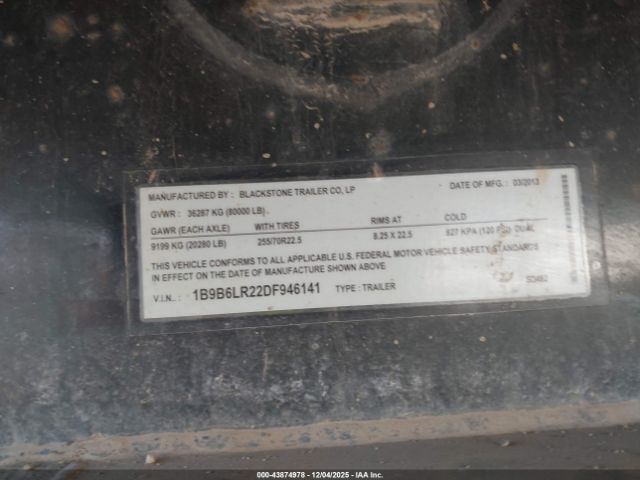 MANUFACTURED BY : BLACKSTONE TRAILER CO, LP DATE OF MFG. : 03/2013
GVWR : 36287 KG (80000 LB)
GAWR (EACH AXLE) WITH TIRES RIMS AT COLD
9199 KG (20280 LB) 255/70R22.5 8.25 X 22.5 827 KPA (120 PSI) DUAL
THIS VEHICLE CONFORMS TO ALL APPLICABLE U.S. FEDERAL MOTOR VEHICLE SAFETY STANDARDS
IN EFFECT ON THE DATE OF MANUFACTURE SHOWN ABOVE
V.I.N. : 1B9B6LR22DF946141 TYPE : TRAILER
000-43874978 - 12/04/2025 - IAA Inc.